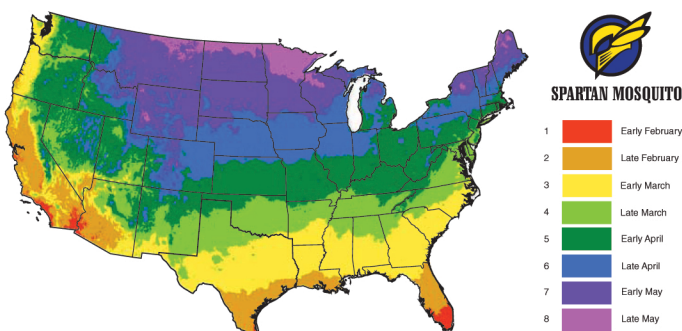 SPARTAN MOSQUITO
1 Early February
2 Late February
3 Early March
4 Late March
5 Early April
6 Late April
7 Early May
8 Late May